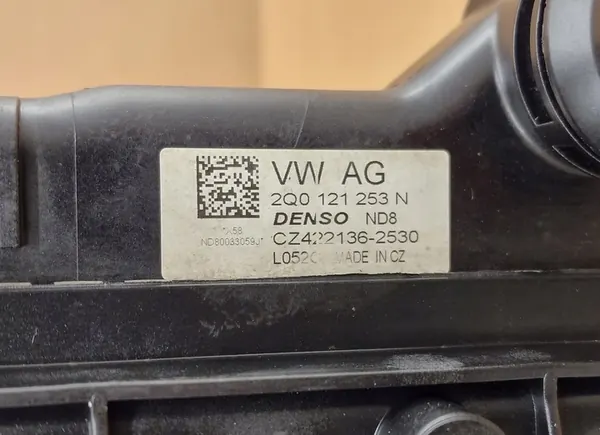 VW AG
2Q0 121 253 N
DENSO ND8
CZ422136-2530
MADE IN CZ